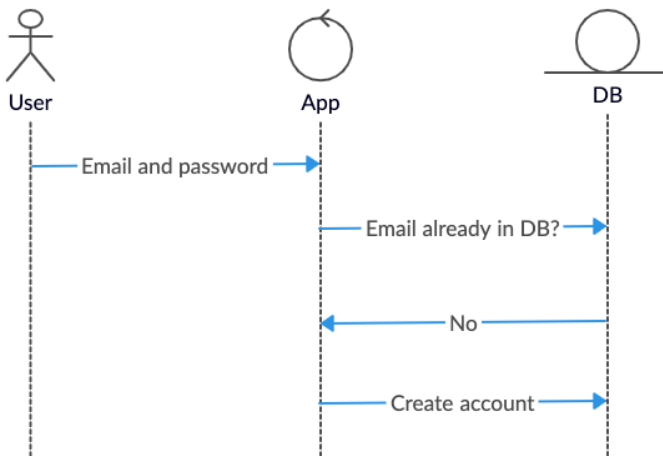 User
App
DB
Email and password
Email already in DB?
No
Create account